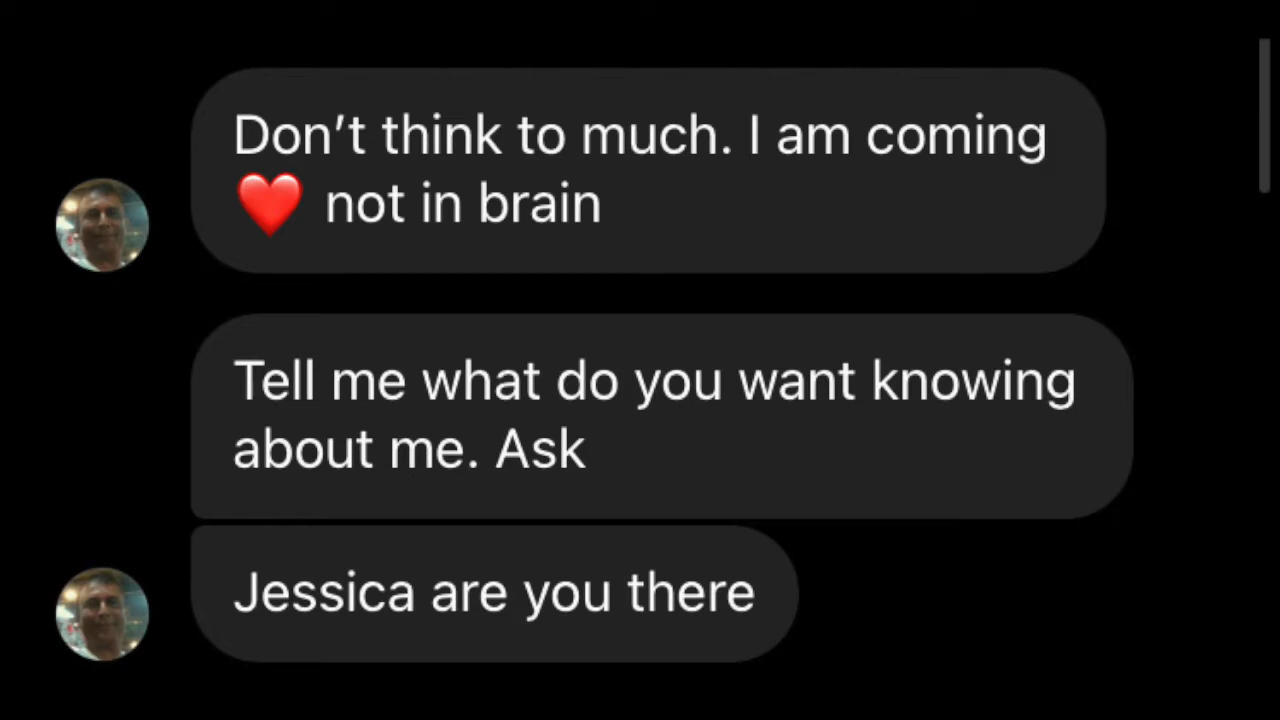 Don’t think to much. I am coming
❤️ not in brain
Tell me what do you want knowing
about me. Ask
Jessica are you there